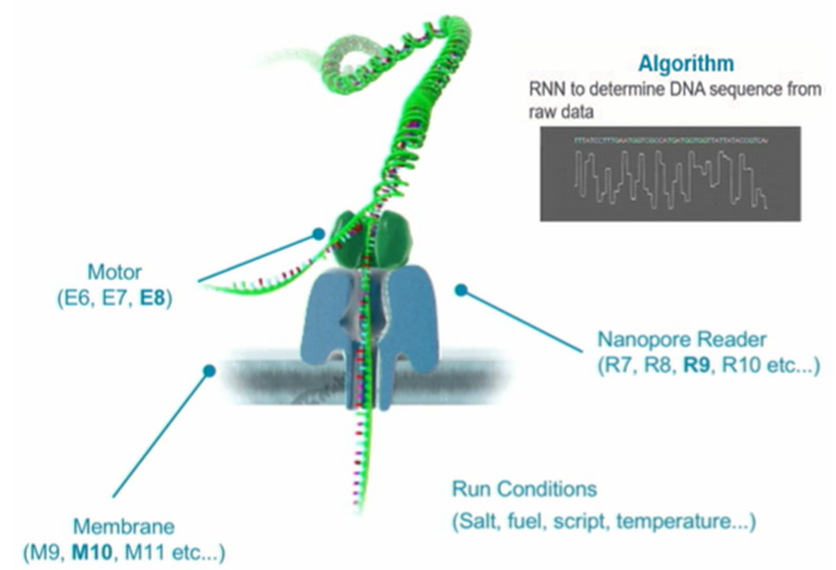 Algorithm
RNN to determine DNA sequence from
raw data
Motor
(E6, E7, E8)
Nanopore Reader
(R7, R8, R9, R10 etc...)
Run Conditions
(Salt, fuel, script, temperature...)
Membrane
(M9, M10, M11 etc...)